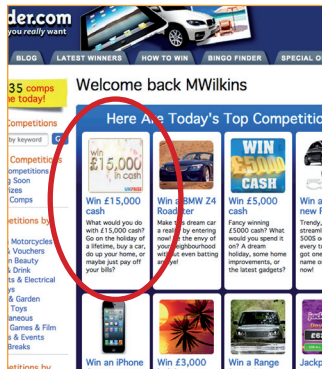 der.com
you really want
BLOG LATEST WINNERS HOW TO WIN BINGO FINDER SPECIAL O
35 comps
ne today!
Welcome back MWilkins
Here Are Today's Top Competitio
Competitions
by keyword G
Competitions
ompetitions
g Soon
izes
Comps
etitions by
Motorcycles
& Vouchers
n Beauty
& Drink
ts & Electrical
ys
& Garden
Toys
aneous
Games & Film
s & Events
Breaks
etitions by
win
£15,000
in cash
Win £15,000
cash
What would you do
with £15,000 cash?
Go on the holiday of
a lifetime, buy a car,
do up your home, or
maybe just pay off
your bills?
Win a BMW Z4
Roadster
Make this dream car
a reality by entering
now! Be the envy of
your neighbourhood
without even batting
an eye!
WIN
£5000
CASH
Win £5,000
cash
Fancy winning
£5000 cash? What
would you spend it
on? A dream
holiday, some home
improvements, or
the latest gadgets?
Win a
new F
Trendy,
streaml
500S o
every tu
got one
name o
now!
Win an iPhone
Win £3,000
Win a Range
Jackp